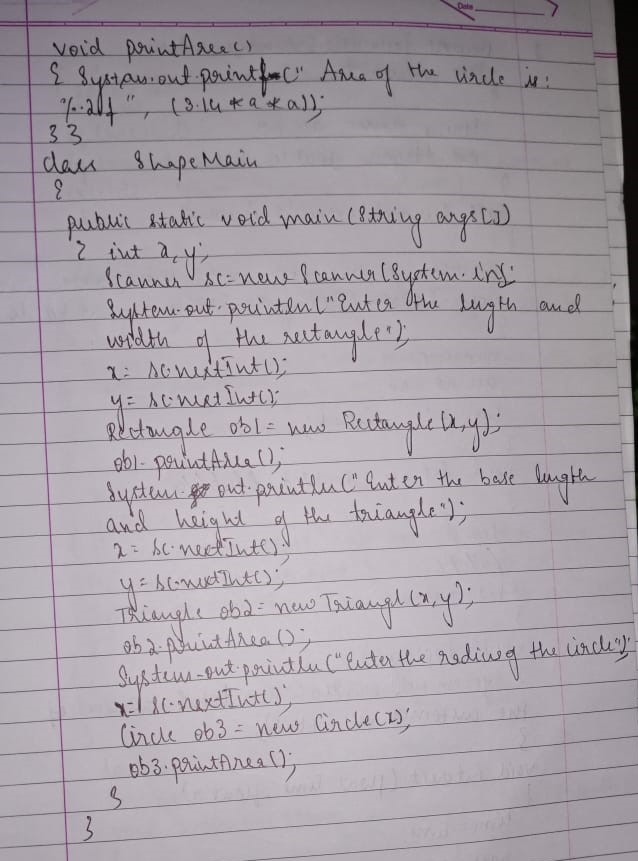 Date
void printArea()
{ System.out.printf(" Area of the circle is:
%.2f ", (3.14 * a * a));
} }
class ShapeMain
{
public static void main (String args[])
{ int x, y;
Scanner sc= new Scanner (System.in);
System.out.println("Enter the length and
width of the rectangle");
x= sc.nextInt();
y= sc.nextInt();
Rectangle ob1= new Rectangle (x,y);
ob1.printArea();
System.out.println(" Enter the base length
and height of the triangle");
x= sc.nextInt();
y= sc.nextInt();
Triangle ob2= new Triangl (x,y);
ob2.printArea();
System.out.println("Enter the radius of the circle");
x= sc.nextInt();
Circle ob3= new Circle(x);
ob3.printArea();
}
}